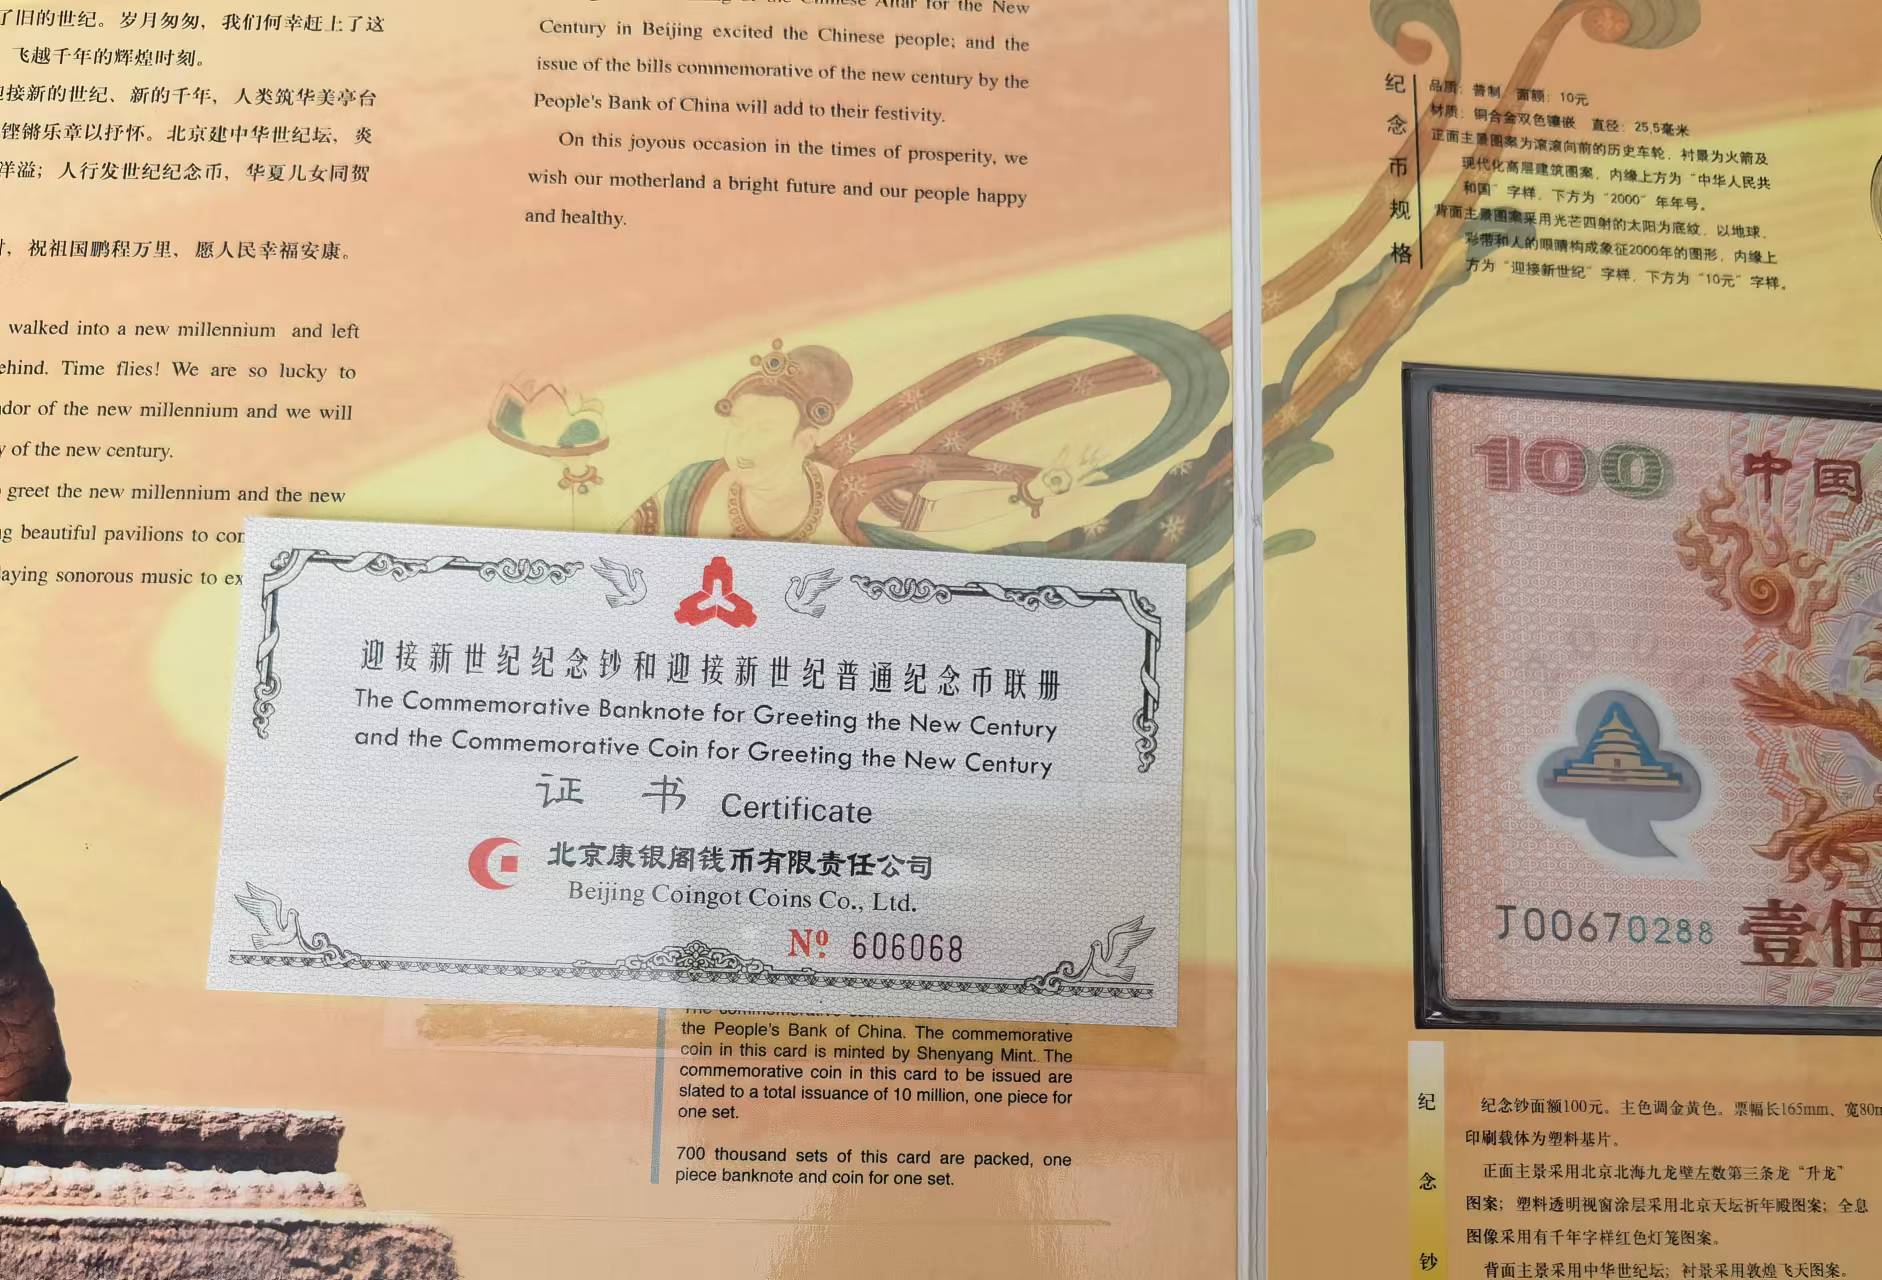 了旧的世纪。岁月匆匆，我们何幸赶上了这
飞越千年的辉煌时刻。
迎接新的世纪、新的千年，人类筑华美亭台
铿锵乐章以抒怀。北京建中华世纪坛，炎
洋溢；人行发世纪纪念币，华夏儿女同贺
祝祖国鹏程万里，愿人民幸福安康。
walked into a new millennium and left
ehind. Time flies! We are so lucky to
ndor of the new millennium and we will
y of the new century.
greet the new millennium and the new
g beautiful pavilions to con
laying sonorous music to ex
Chinese Altar for the New
Century in Beijing excited the Chinese people; and the
issue of the bills commemorative of the new century by the
People's Bank of China will add to their festivity.
On this joyous occasion in the times of prosperity, we
wish our motherland a bright future and our people happy
and healthy.
迎接新世纪纪念钞和迎接新世纪普通纪念币联册
The Commemorative Banknote for Greeting the New Century
and the Commemorative Coin for Greeting the New Century
证 书 Certificate
北京康银阁钱币有限责任公司
Beijing Coingot Coins Co., Ltd.
Nº. 606068
the People's Bank of China. The commemorative
coin in this card is minted by Shenyang Mint. The
commemorative coin in this card to be issued are
slated to a total issuance of 10 million, one piece for
one set.
700 thousand sets of this card are packed, one
piece banknote and coin for one set.
纪念币规格
品质：普制 面额：10元
材质：铜合金双色镶嵌 直径：25.5毫米
正面主景图案为滚滚向前的历史车轮，衬景为火箭及
现代化高层建筑图案，内缘上方为“中华人民共
和国”字样，下方为“2000”年年号。
背面主景图案采用光芒四射的太阳为底纹，以地球、
彩带和人的眼睛构成象征2000年的图形，内缘上
方为“迎接新世纪”字样，下方为“10元”字样。
100 中国
J00670288 壹佰
纪念钞
纪念钞面额100元。主色调金黄色。票幅长165mm、宽80m
印刷载体为塑料基片。
正面主景采用北京北海九龙壁左数第三条龙“升龙”
图案；塑料透明视窗涂层采用北京天坛祈年殿图案；全息
图像采用有千年字样红色灯笼图案。
背面主景采用中华世纪坛；衬景采用敦煌飞天图案。